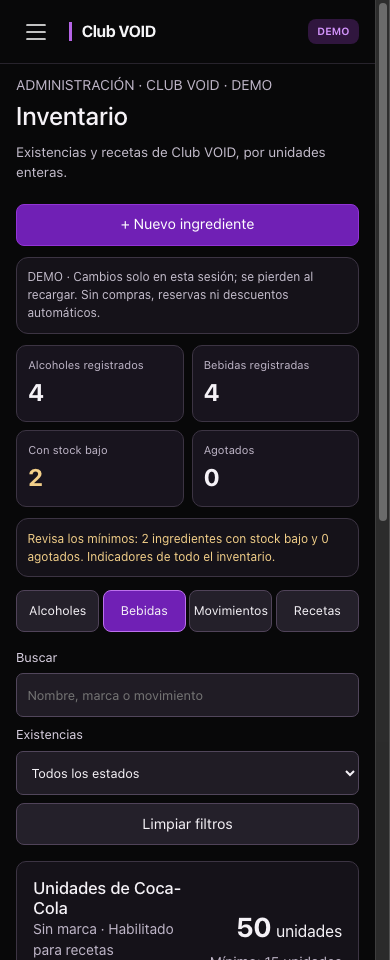 Club VOID
DEMO
ADMINISTRACIÓN · CLUB VOID · DEMO
Inventario
Existencias y recetas de Club VOID, por unidades
enteras.
+ Nuevo ingrediente
DEMO · Cambios solo en esta sesión; se pierden al
recargar. Sin compras, reservas ni descuentos
automáticos.
Alcoholes registrados
4
Bebidas registradas
4
Con stock bajo
2
Agotados
0
Revisa los mínimos: 2 ingredientes con stock bajo y 0
agotados. Indicadores de todo el inventario.
Alcoholes
Bebidas
Movimientos
Recetas
Buscar
Nombre, marca o movimiento
Existencias
Todos los estados
Limpiar filtros
Unidades de Coca-
Cola
Sin marca · Habilitado
para recetas
50 unidades
Mínimo: 15 unidades